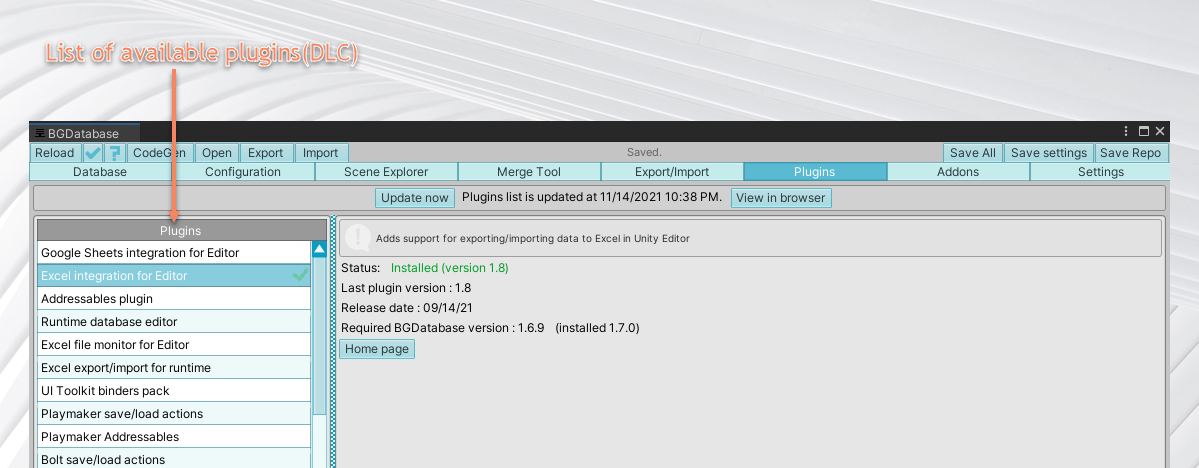 List of available plugins(DLC)
BGDatabase
Reload ? CodeGen Open Export Import Saved. Save All Save settings Save Repo
Database Configuration Scene Explorer Merge Tool Export/Import Plugins Addons Settings
Update now Plugins list is updated at 11/14/2021 10:38 PM. View in browser
Plugins
Google Sheets integration for Editor
Excel integration for Editor
Addressables plugin
Runtime database editor
Excel file monitor for Editor
Excel export/import for runtime
UI Toolkit binders pack
Playmaker save/load actions
Playmaker Addressables
Bolt save/load actions
! Adds support for exporting/importing data to Excel in Unity Editor
Status: Installed (version 1.8)
Last plugin version : 1.8
Release date : 09/14/21
Required BGDatabase version : 1.6.9 (installed 1.7.0)
Home page